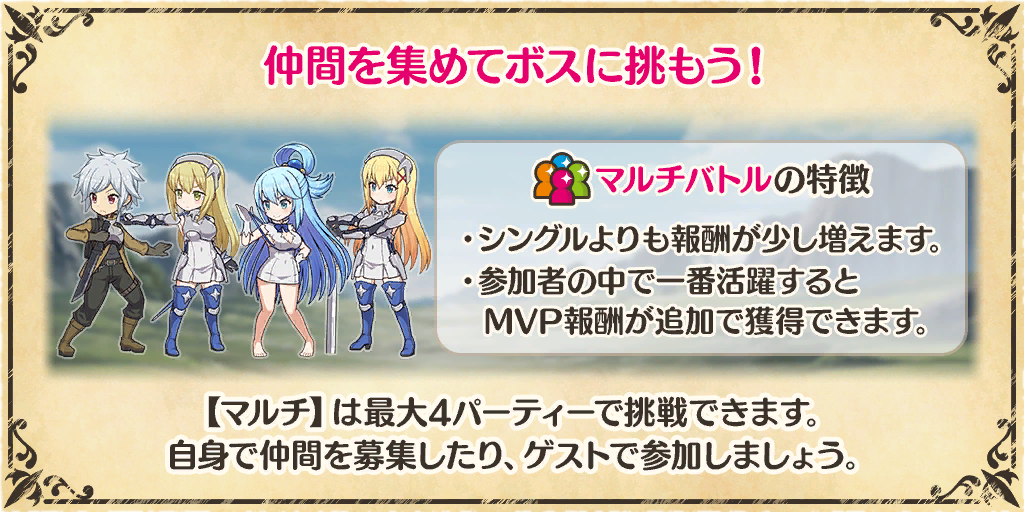 仲間を集めてボスに挑もう！
マルチバトルの特徴
・シングルよりも報酬が少し増えます。
・参加者の中で一番活躍すると
MVP報酬が追加で獲得できます。
【マルチ】は最大4パーティーで挑戦できます。
自身で仲間を募集したり、ゲストで参加しましょう。